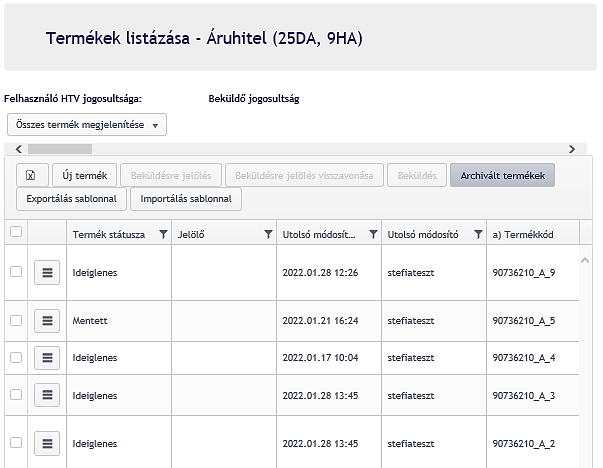 Termékek listázása - Áruhitel (25DA, 9HA)
Felhasználó HTV jogosultsága: Beküldő jogosultság
Összes termék megjelenítése
Új termék Beküldésre jelölés Beküldésre jelölés visszavonása Beküldés Archivált termékek
Exportálás sablonnal Importálás sablonnal
Termék státusza Jelölő Utolsó módosít... Utolsó módosító a) Termékkód
Ideiglenes 2022.01.28 12:26 stefiateszt 90736210_A_9
Mentett 2022.01.21 16:24 stefiateszt 90736210_A_5
Ideiglenes 2022.01.17 10:04 stefiateszt 90736210_A_4
Ideiglenes 2022.01.28 13:45 stefiateszt 90736210_A_3
Ideiglenes 2022.01.28 13:45 stefiateszt 90736210_A_2